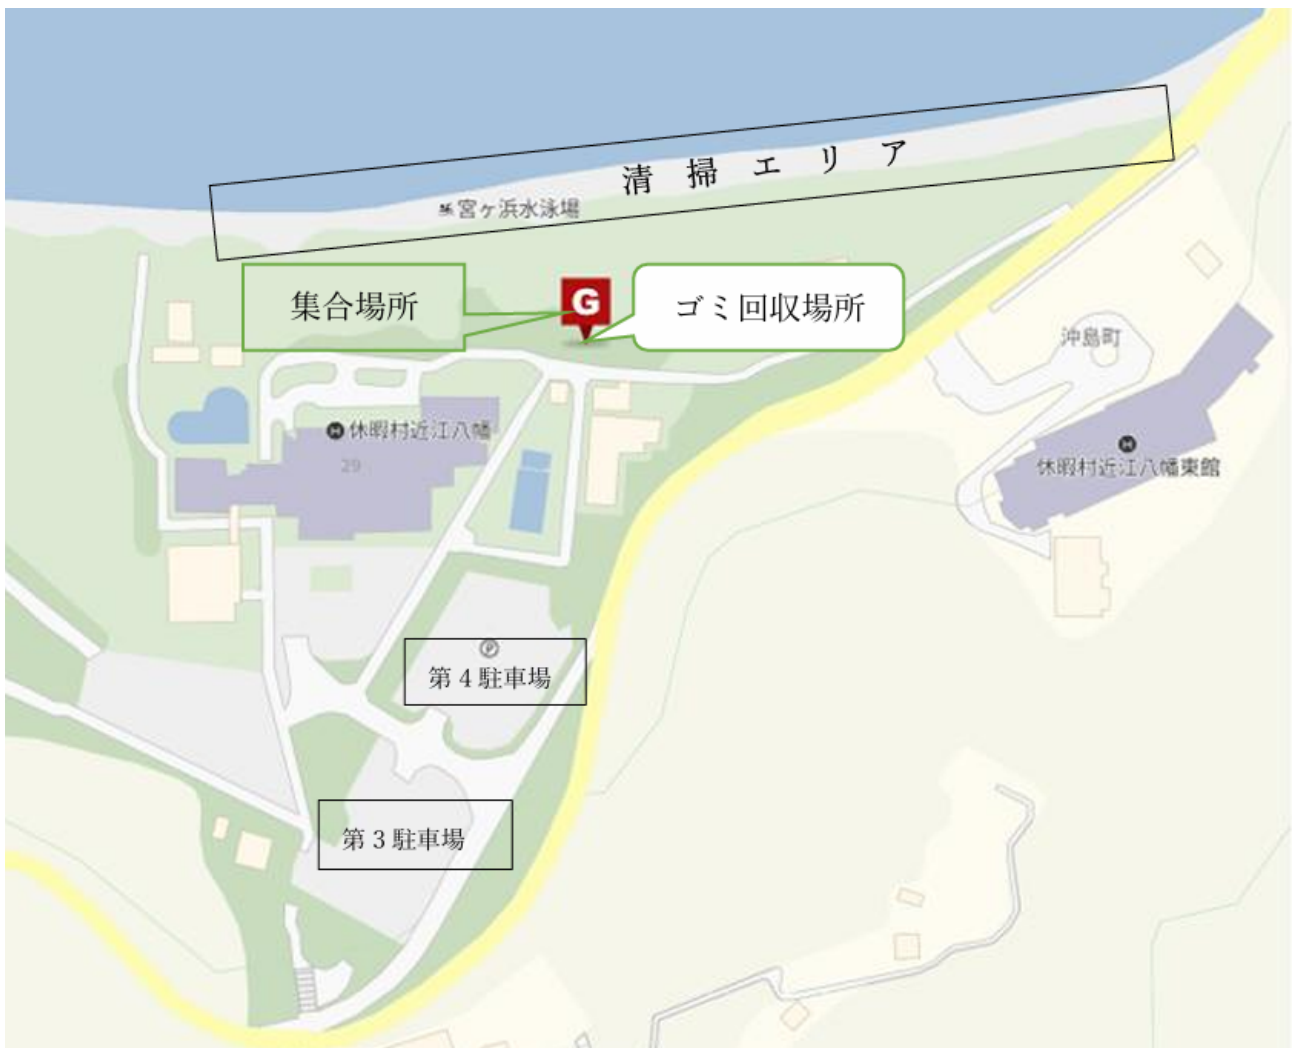 清掃エリア
宮ヶ浜水泳場
集合場所
G
ゴミ回収場所
沖島町
H 休暇村近江八幡
29
H
休暇村近江八幡東館
P
第4駐車場
第3駐車場